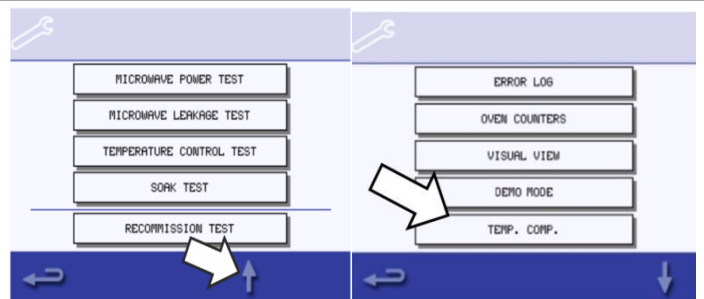 MICROWAVE POWER TEST
MICROWAVE LEAKAGE TEST
TEMPERATURE CONTROL TEST
SOAK TEST
RECOMMISSION TEST
ERROR LOG
OVEN COUNTERS
VISUAL VIEW
DEMO MODE
TEMP. COMP.